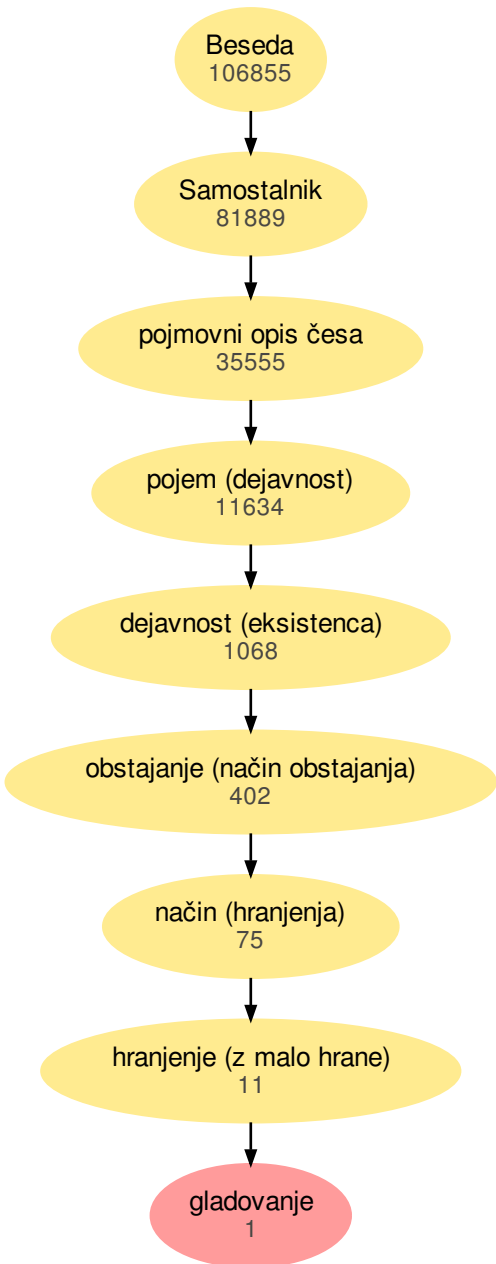 Beseda
106855
Samostalnik
81889
pojmovni opis česa
35555
pojem (dejavnost)
11634
dejavnost (eksistenca)
1068
obstajanje (način obstajanja)
402
način (hranjenja)
75
hranjenje (z malo hrane)
11
gladovanje
1